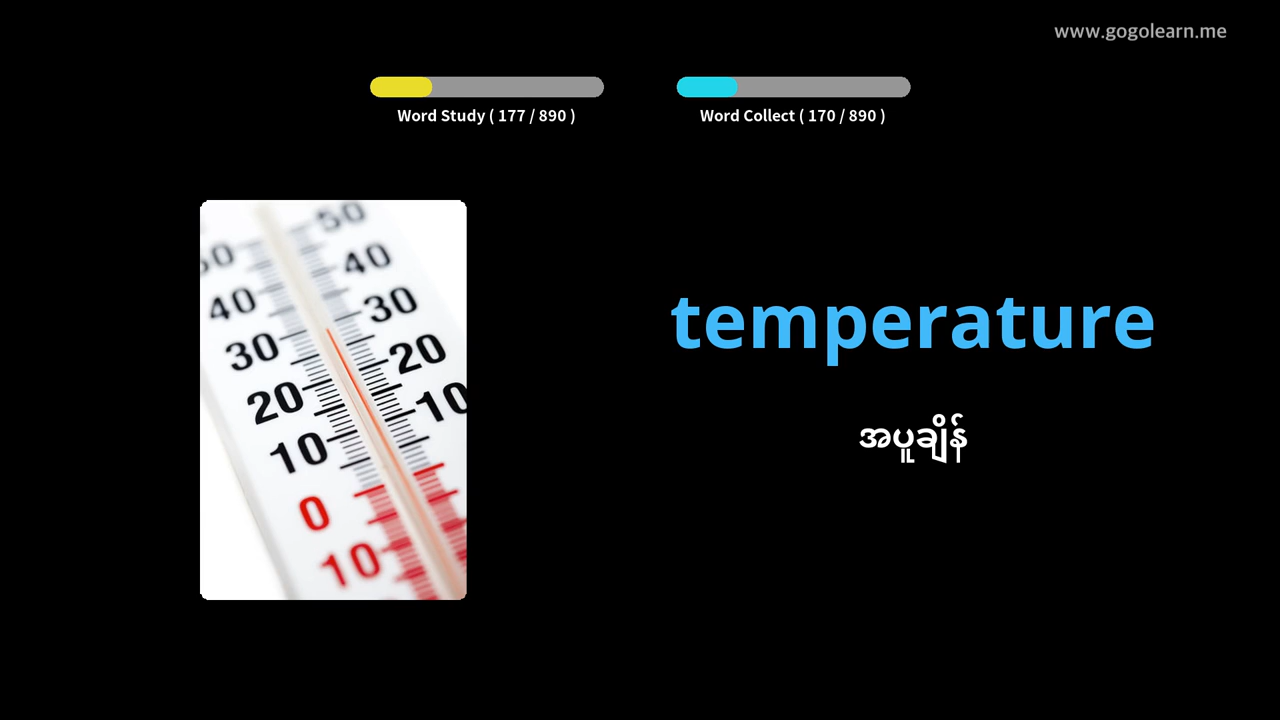 www.gogolearn.me
Word Study ( 177 / 890 )
Word Collect ( 170 / 890 )
50
40
40
30
30
20
20
10
10
0
10
temperature
အပူချိန်